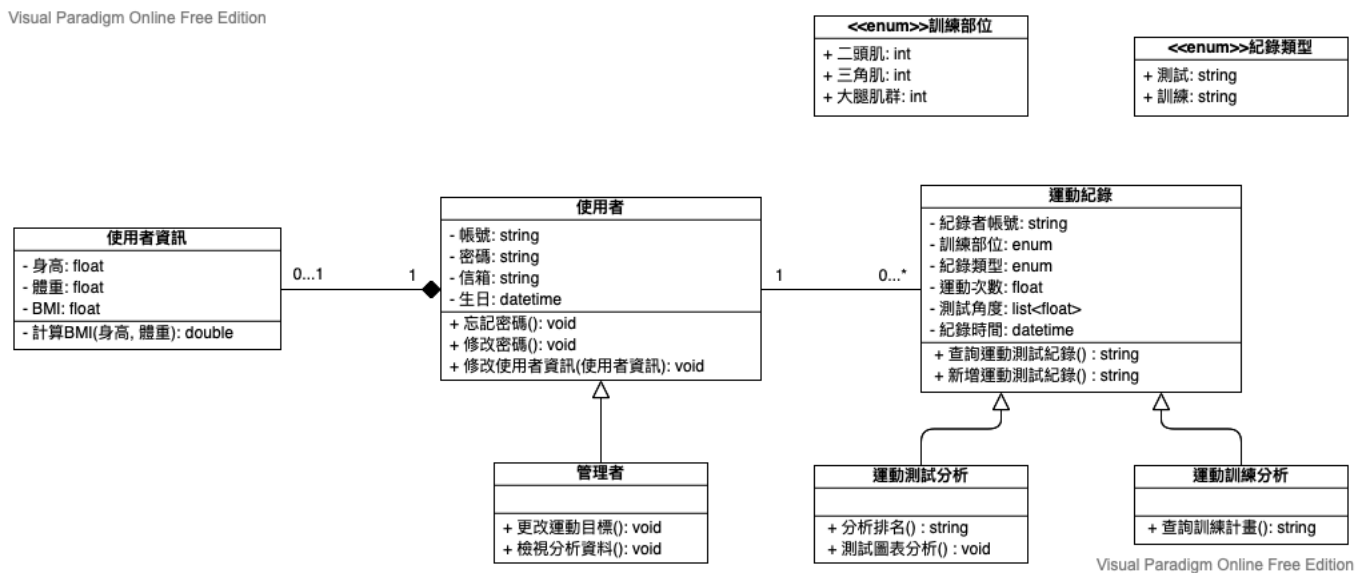 Visual Paradigm Online Free Edition
<<enum>>訓練部位
+ 二頭肌: int
+ 三角肌: int
+ 大腿肌群: int
<<enum>>紀錄類型
+ 測試: string
+ 訓練: string
使用者資訊
- 身高: float
- 體重: float
- BMI: float
- 計算BMI(身高, 體重): double
0...1
1
使用者
- 帳號: string
- 密碼: string
- 信箱: string
- 生日: datetime
+ 忘記密碼(): void
+ 修改密碼(): void
+ 修改使用者資訊(使用者資訊): void
1
0...*
運動紀錄
- 紀錄者帳號: string
- 訓練部位: enum
- 紀錄類型: enum
- 運動次數: float
- 測試角度: list<float>
- 紀錄時間: datetime
+ 查詢運動測試紀錄() : string
+ 新增運動測試紀錄() : string
管理者
+ 更改運動目標(): void
+ 檢視分析資料(): void
運動測試分析
+ 分析排名() : string
+ 測試圖表分析() : void
運動訓練分析
+ 查詢訓練計畫(): string
Visual Paradigm Online Free Edition